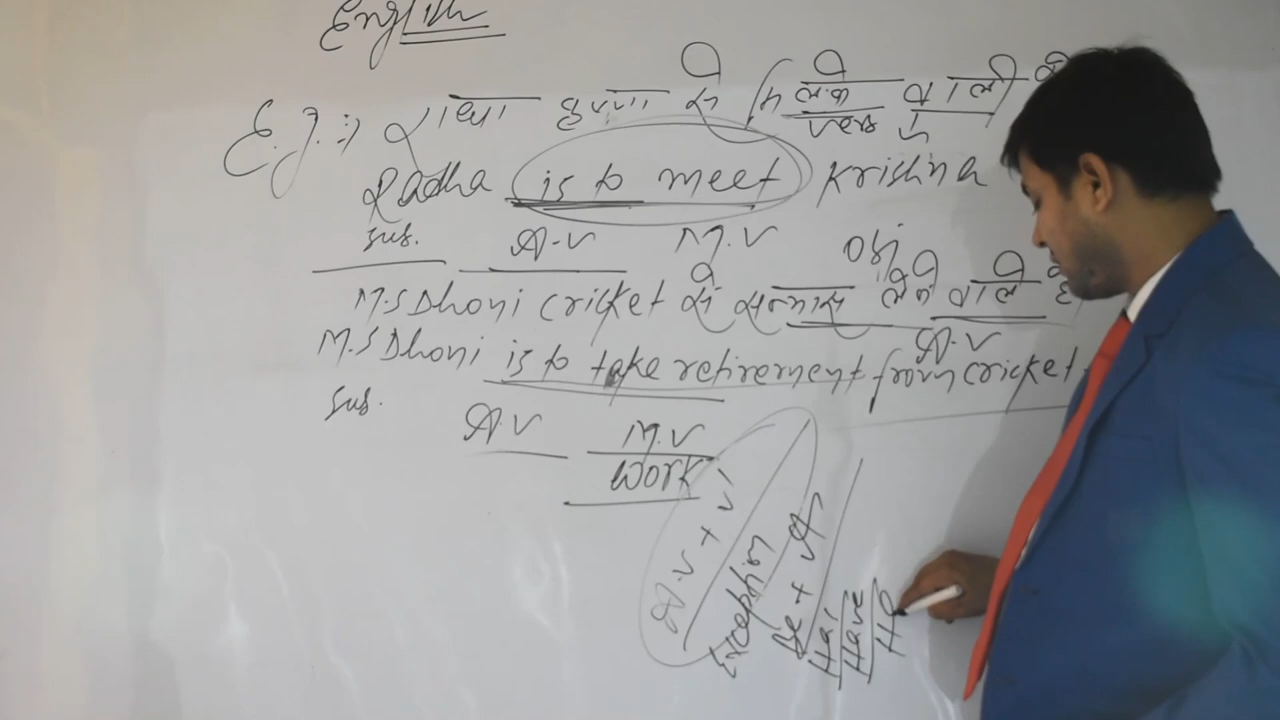 English
E.g.:→ राधा कृष्णा से मिलने वाली है
Radha is to meet Krishna
sub. A.V M.V obj
M.S Dhoni cricket से सन्यास लेने वाले है
A.V
M.S Dhoni is to take retirement from cricket.
sub.
A.V M.V
work
A.V + V1
Exception
Be +
Has
Have